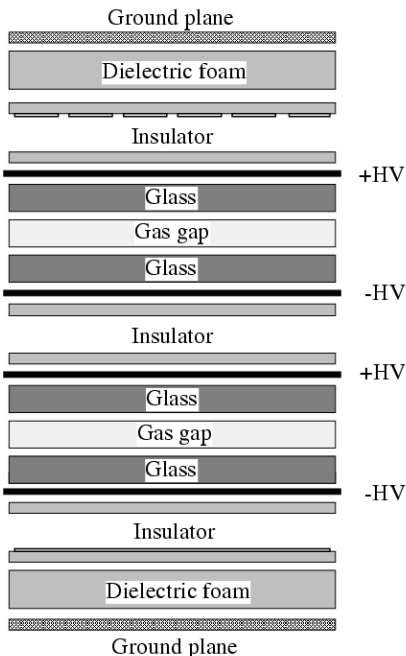 Ground plane
Dielectric foam
Insulator
+HV
Glass
Gas gap
Glass
-HV
Insulator
+HV
Glass
Gas gap
Glass
-HV
Insulator
Dielectric foam
Ground plane